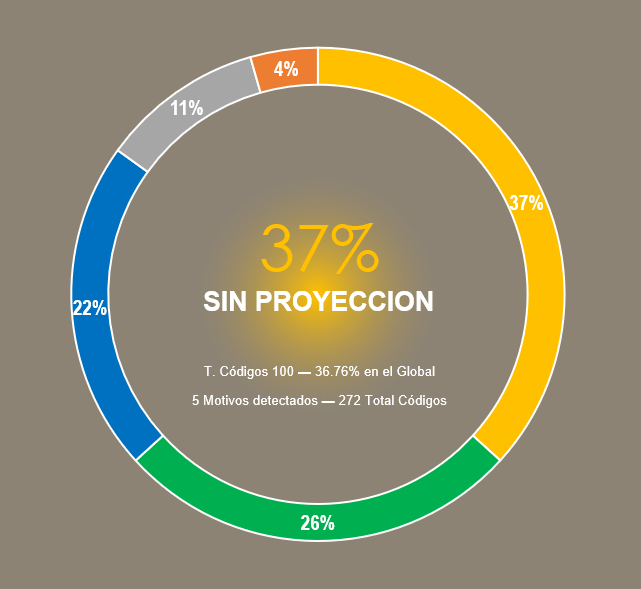 4%
11%
37%
37%
SIN PROYECCION
22%
T. Códigos 100 — 36.76% en el Global
5 Motivos detectados — 272 Total Códigos
26%